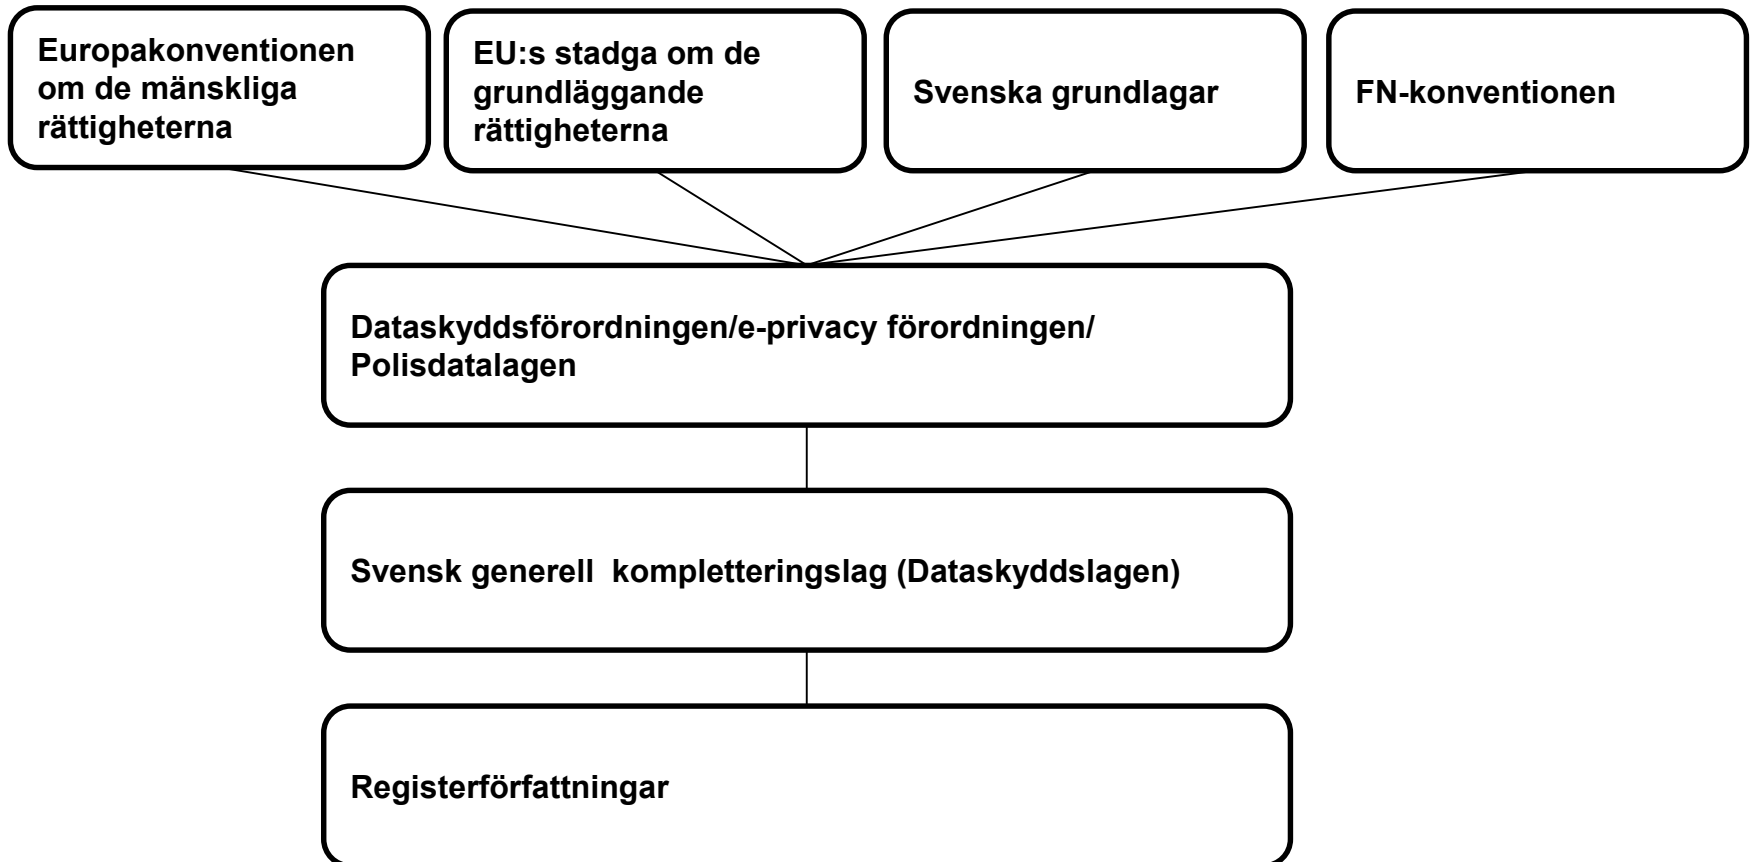 Europakonventionen
om de mänskliga
rättigheterna
EU:s stadga om de
grundläggande
rättigheterna
Svenska grundlagar
FN-konventionen
Dataskyddsförordningen/e-privacy förordningen/
Polisdatalagen
Svensk generell  kompletteringslag (Dataskyddslagen)
Registerförfattningar